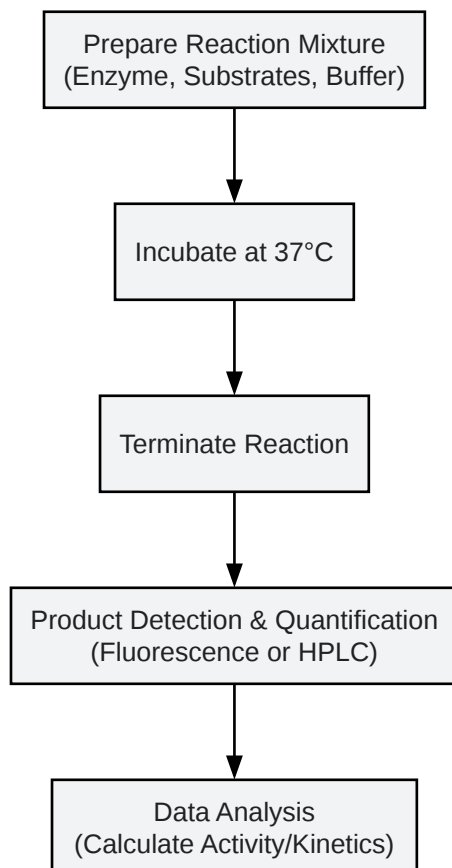 Prepare Reaction Mixture
(Enzyme, Substrates, Buffer)
Incubate at 37°C
Terminate Reaction
Product Detection & Quantification
(Fluorescence or HPLC)
Data Analysis
(Calculate Activity/Kinetics)